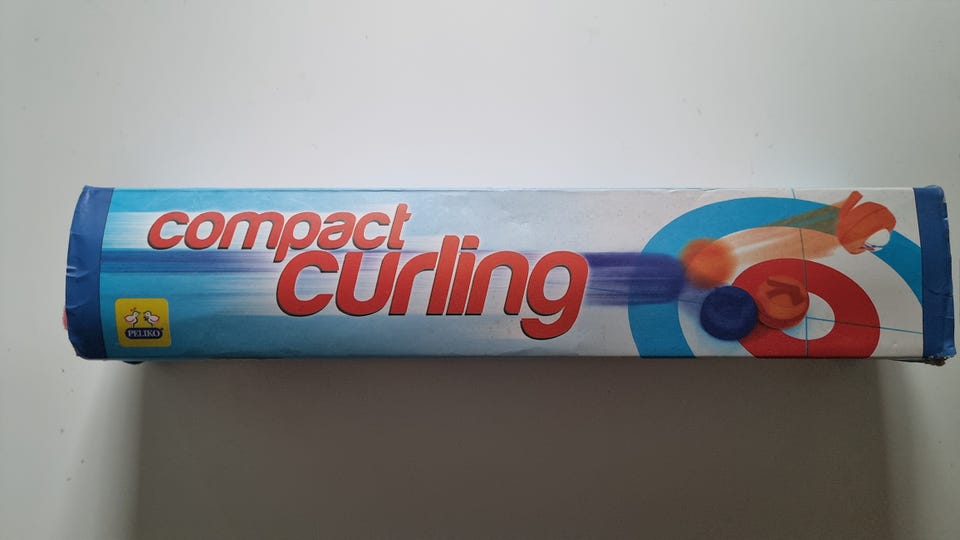 compact
curling
PELIKO